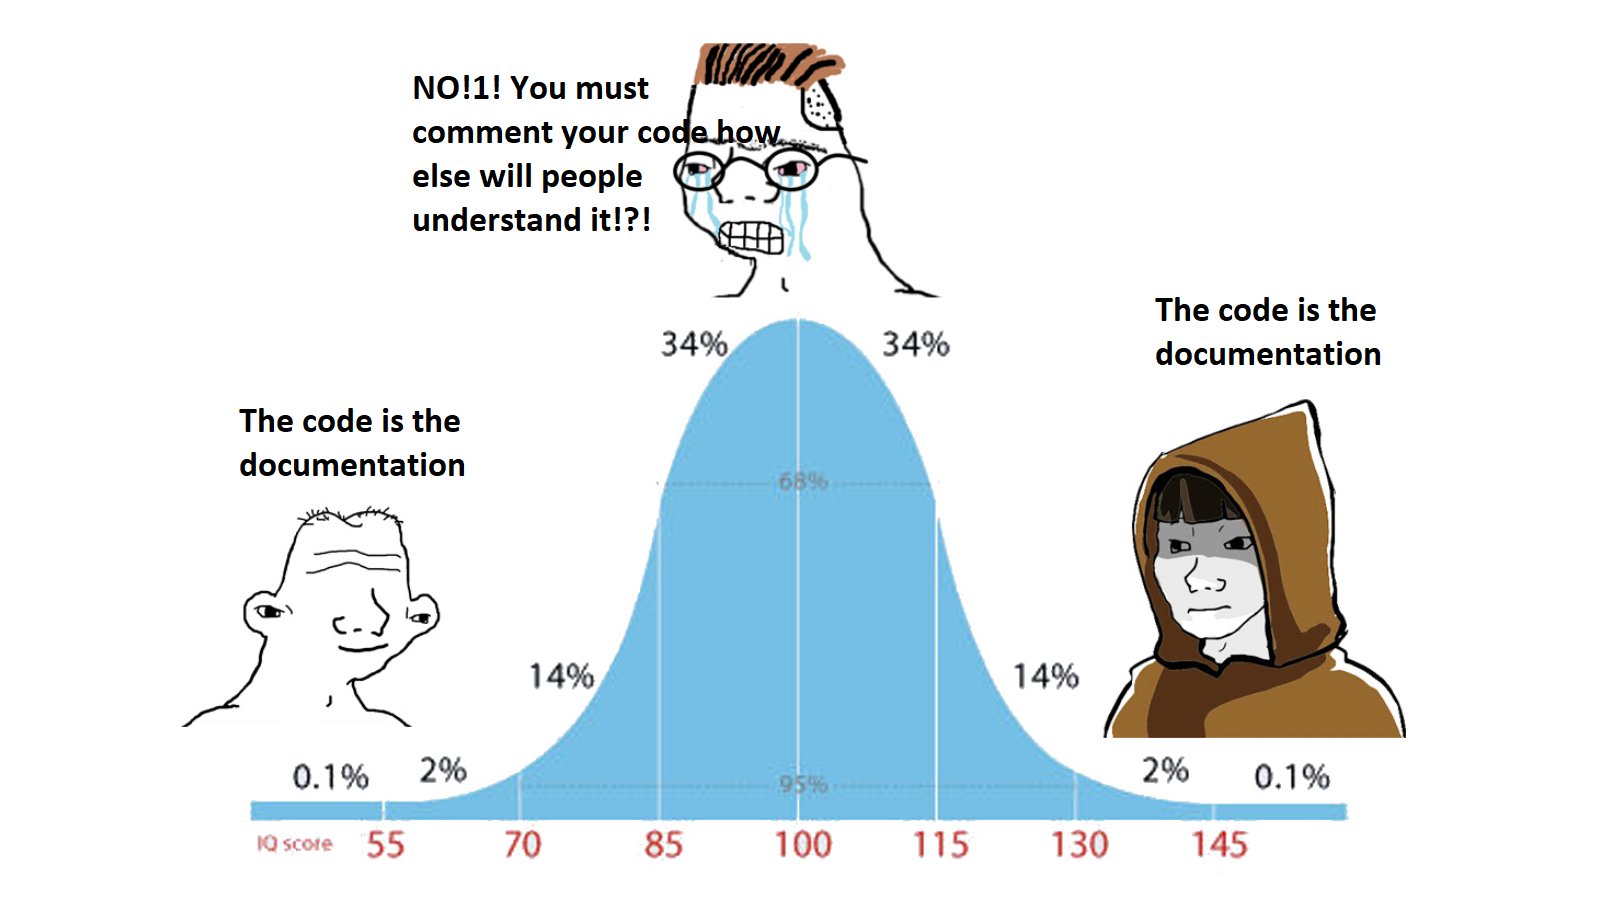 NO!1! You must
comment your code how
else will people
understand it!?!
The code is the
documentation
The code is the
documentation
34%
34%
68%
14%
14%
0.1%
2%
95%
2%
0.1%
IQ score
55
70
85
100
115
130
145